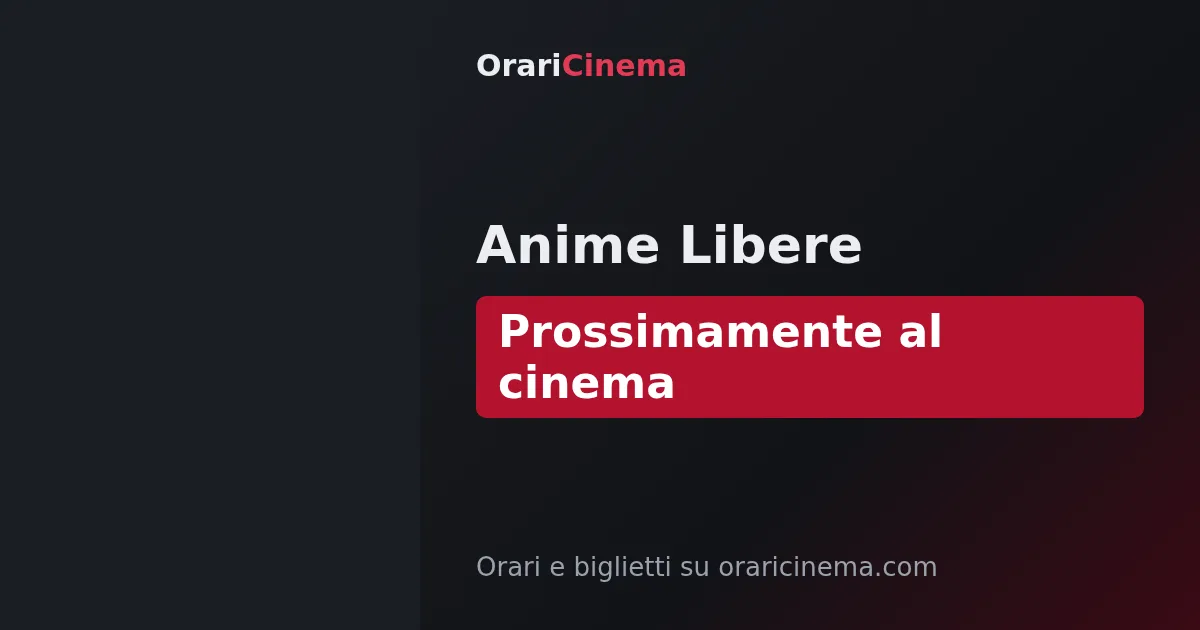 OrariCinema
Anime Libere
Prossimamente al
cinema
Orari e biglietti su oraricinema.com